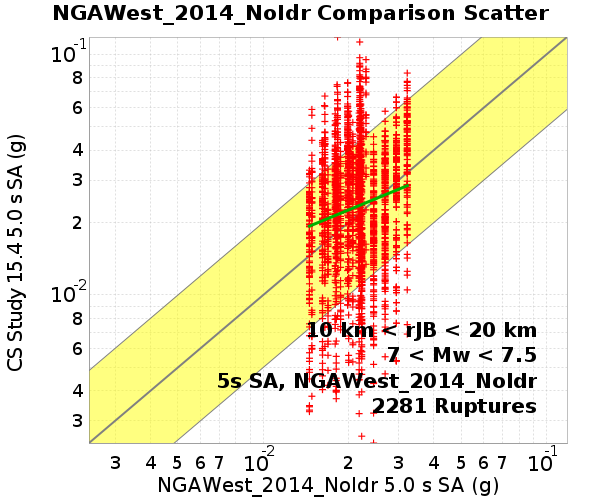 NGAWest_2014_NoIdr Comparison Scatter
CS Study 15.4 5.0 s SA (g)
10⁻¹
8
6
4
3
2
10⁻²
8
6
4
3
10 km < rJB < 20 km
7 < Mw < 7.5
5s SA, NGAWest_2014_NoIdr
2281 Ruptures
3 4 5 6 7 10⁻² 2 3 4 5 6 7 10⁻¹
NGAWest_2014_NoIdr 5.0 s SA (g)